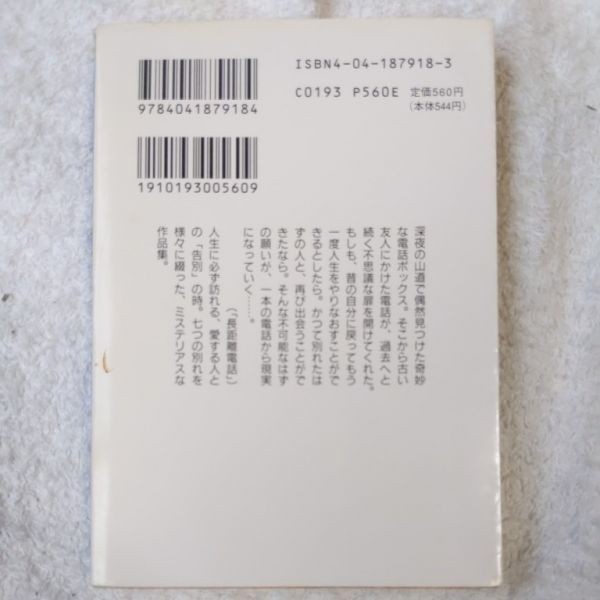 ISBN4-04-187918-3
C0193 P560E 定価560円
(本体544円)
9784041879184
1910193005609
深夜の山道で偶然見つけた奇妙
な電話ボックス。そこから古い
友人にかけた電話が、過去へと
続く不思議な扉を開けてくれた。
もしも、昔の自分に戻ってもう
一度人生をやりなおすことがで
きるとしたら。かつて別れたは
ずの人と、再び出会うことがで
きたなら。そんな不可能なはず
の願いが、一本の電話から現実
になっていく……。
(「長距離電話」)
人生に必ず訪れる、愛する人と
の「告別」の時。七つの別れを
様々に綴った、ミステリアスな
作品集。